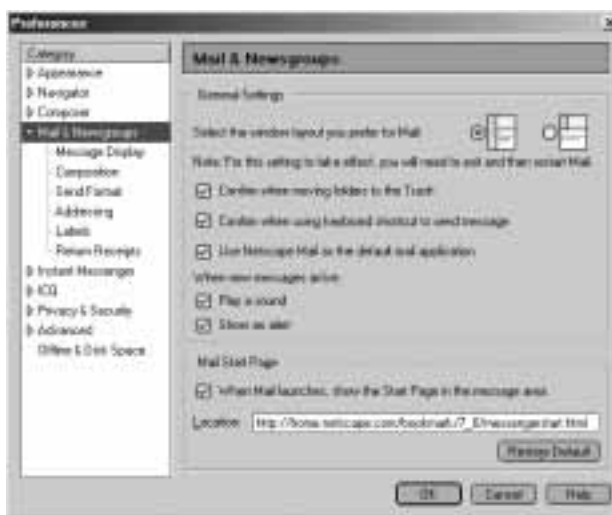 Preferences
Category
Appearance
Navigator
Composer
Mail & Newsgroups
Message Display
Composition
Send Format
Addressing
Labels
Return Receipts
Instant Messenger
ICQ
Privacy & Security
Advanced
Offline & Disk Space
Mail & Newsgroups
General Settings
Select the window layout you prefer for Mail:
Note: For this setting to take effect, you will need to exit and then restart Mail.
Confirm when moving folders to the Trash
Confirm when using keyboard shortcut to send message
Use Netscape Mail as the default mail application
When new messages arrive:
Play a sound
Show an alert
Mail Start Page
When Mail launches, show the Start Page in the message area
Location:
Restore Default
OK
Cancel
Help